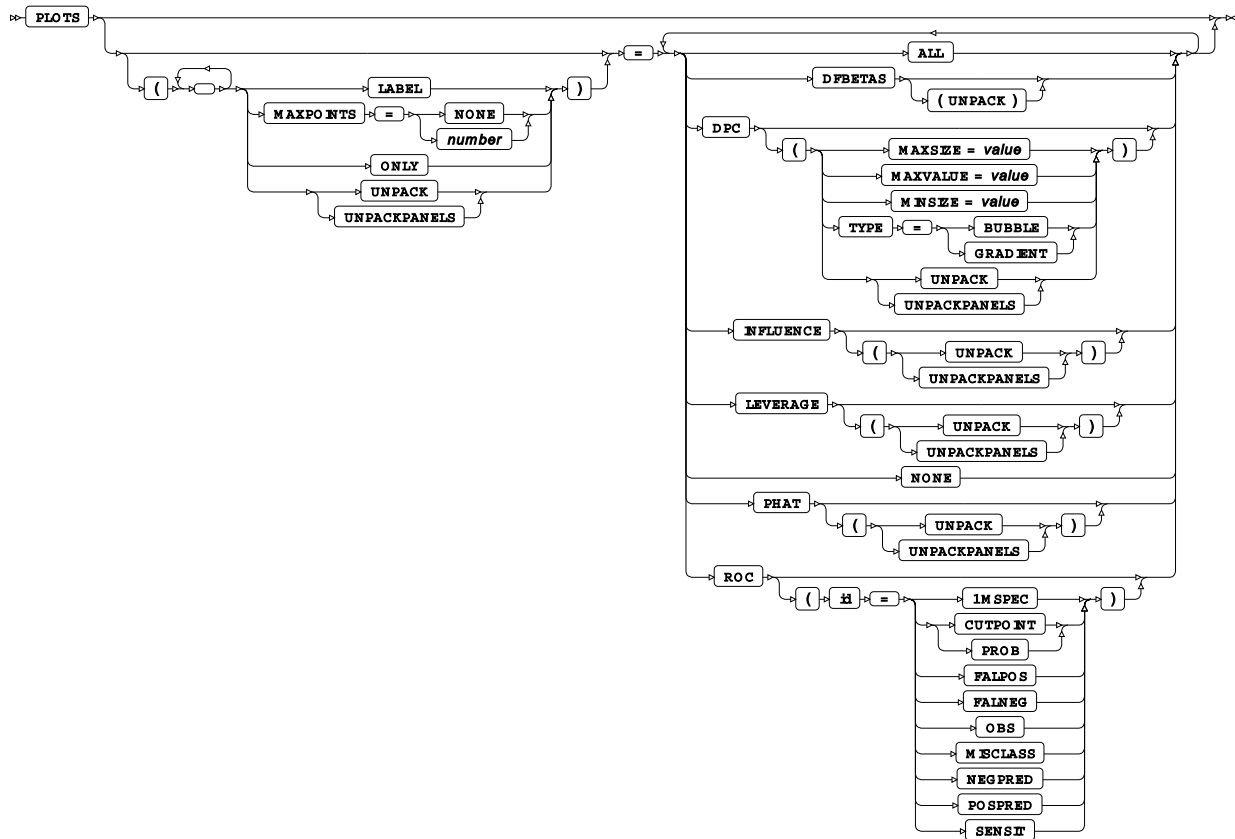 PLOTS
=
ALL
( LABEL )
DFBETAS
( UNPACK )
MAXPOINTS = NONE
number
DPC
ONLY
( MAXSIZE = value )
UNPACK
MAXVALUE = value
UNPACKPANELS
MINSIZE = value
TYPE = BUBBLE
GRADIENT
UNPACK
UNPACKPANELS
INFLUENCE
( UNPACK )
UNPACKPANELS
LEVERAGE
( UNPACK )
UNPACKPANELS
NONE
PHAT
( UNPACK )
UNPACKPANELS
ROC
( id = 1MSPEC )
CUTPOINT
PROB
FALPOS
FALNEG
OBS
MISCLASS
NEGPRED
POSPRED
SENSIT